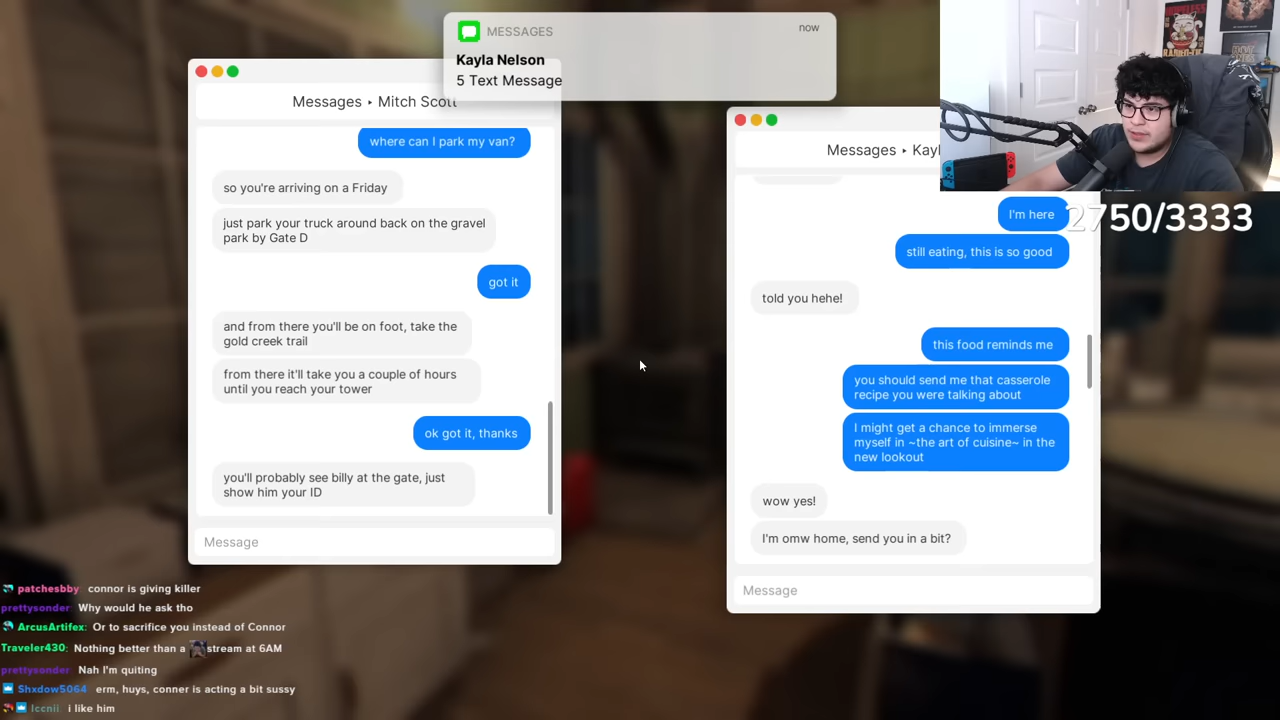 MESSAGES
now
Kayla Nelson
5 Text Message
Messages ▸ Mitch Scott
where can I park my van?
so you're arriving on a Friday
just park your truck around back on the gravel
park by Gate D
got it
and from there you'll be on foot, take the
gold creek trail
from there it'll take you a couple of hours
until you reach your tower
ok got it, thanks
you'll probably see billy at the gate, just
show him your ID
Message
Messages ▸ Kayl
I'm here
still eating, this is so good
told you hehe!
this food reminds me
you should send me that casserole
recipe you were talking about
I might get a chance to immerse
myself in ~the art of cuisine~ in the
new lookout
wow yes!
I'm omw home, send you in a bit?
Message
2750/3333
patchesbby: connor is giving killer
prettysonder: Why would he ask tho
ArcusArtifex: Or to sacrifice you instead of Connor
Traveler430: Nothing better than a stream at 6AM
prettysonder: Nah I'm quiting
Shxdow5064: erm, huys, conner is acting a bit sussy
lccnii: i like him